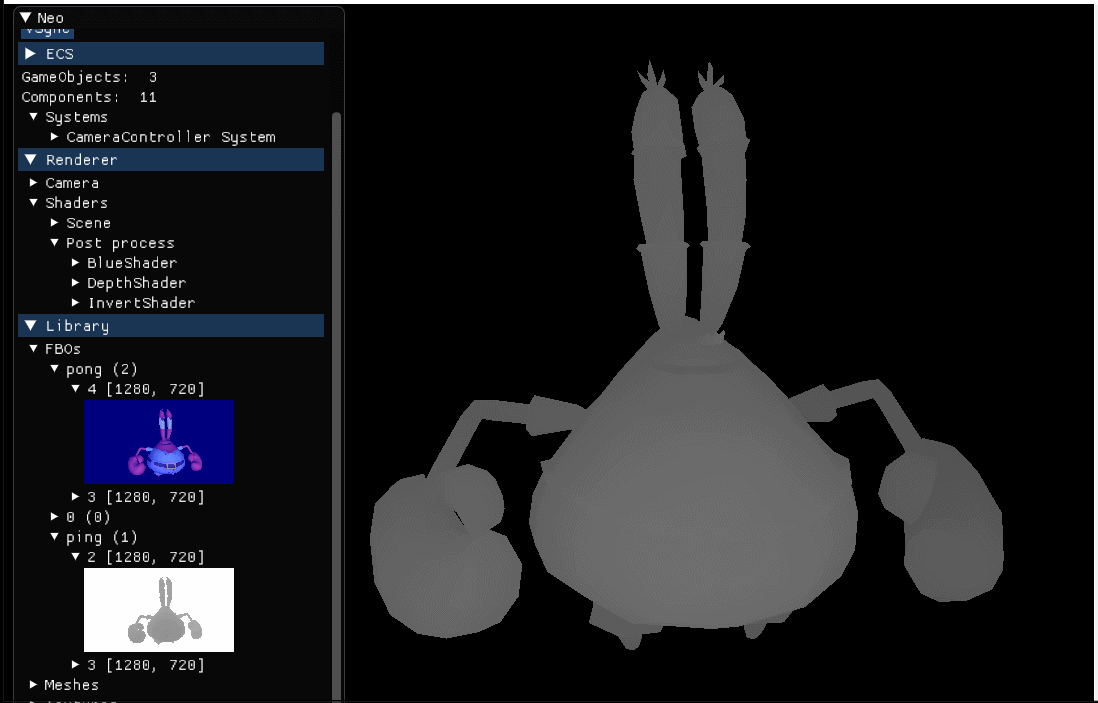 Neo
VSync
ECS
GameObjects: 3
Components: 11
Systems
CameraController System
Renderer
Camera
Shaders
Scene
Post process
BlueShader
DepthShader
InvertShader
Library
FBOs
pong (2)
4 [1280, 720]
3 [1280, 720]
0 (0)
ping (1)
2 [1280, 720]
3 [1280, 720]
Meshes